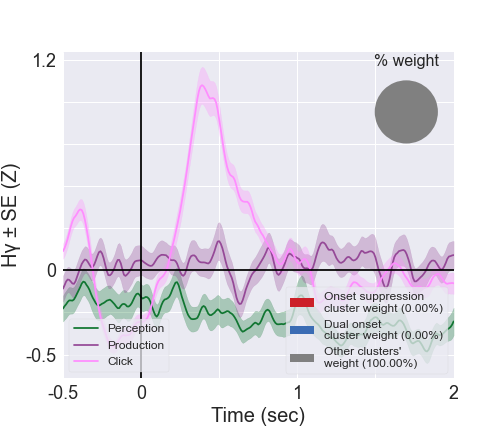 % weight
1.2
0
-0.5
Hγ ± SE (Z)
Perception
Production
Click
Onset suppression
cluster weight (0.00%)
Dual onset
cluster weight (0.00%)
Other clusters'
weight (100.00%)
-0.5
0
1
2
Time (sec)